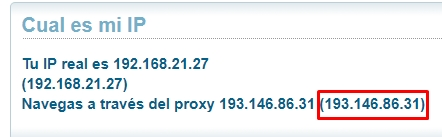 Cual es mi IP
Tu IP real es 192.168.21.27
(192.168.21.27)
Navegas a través del proxy 193.146.86.31 (193.146.86.31)